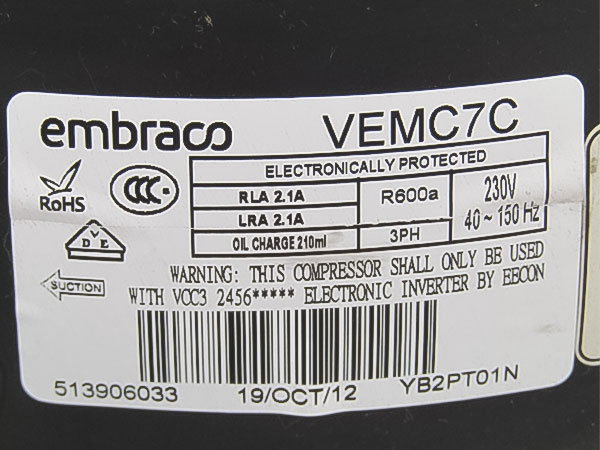 embraco VEMC7C
RoHS
CCC
VDE
SUCTION
ELECTRONICALLY PROTECTED
RLA 2.1A
LRA 2.1A
OIL CHARGE 210ml
R600a
3PH
230V
40~150 Hz
WARNING: THIS COMPRESSOR SHALL ONLY BE USED
WITH VCC3 2456***** ELECTRONIC INVERTER BY EECON
513906033 19/OCT/12 YB2PT01N